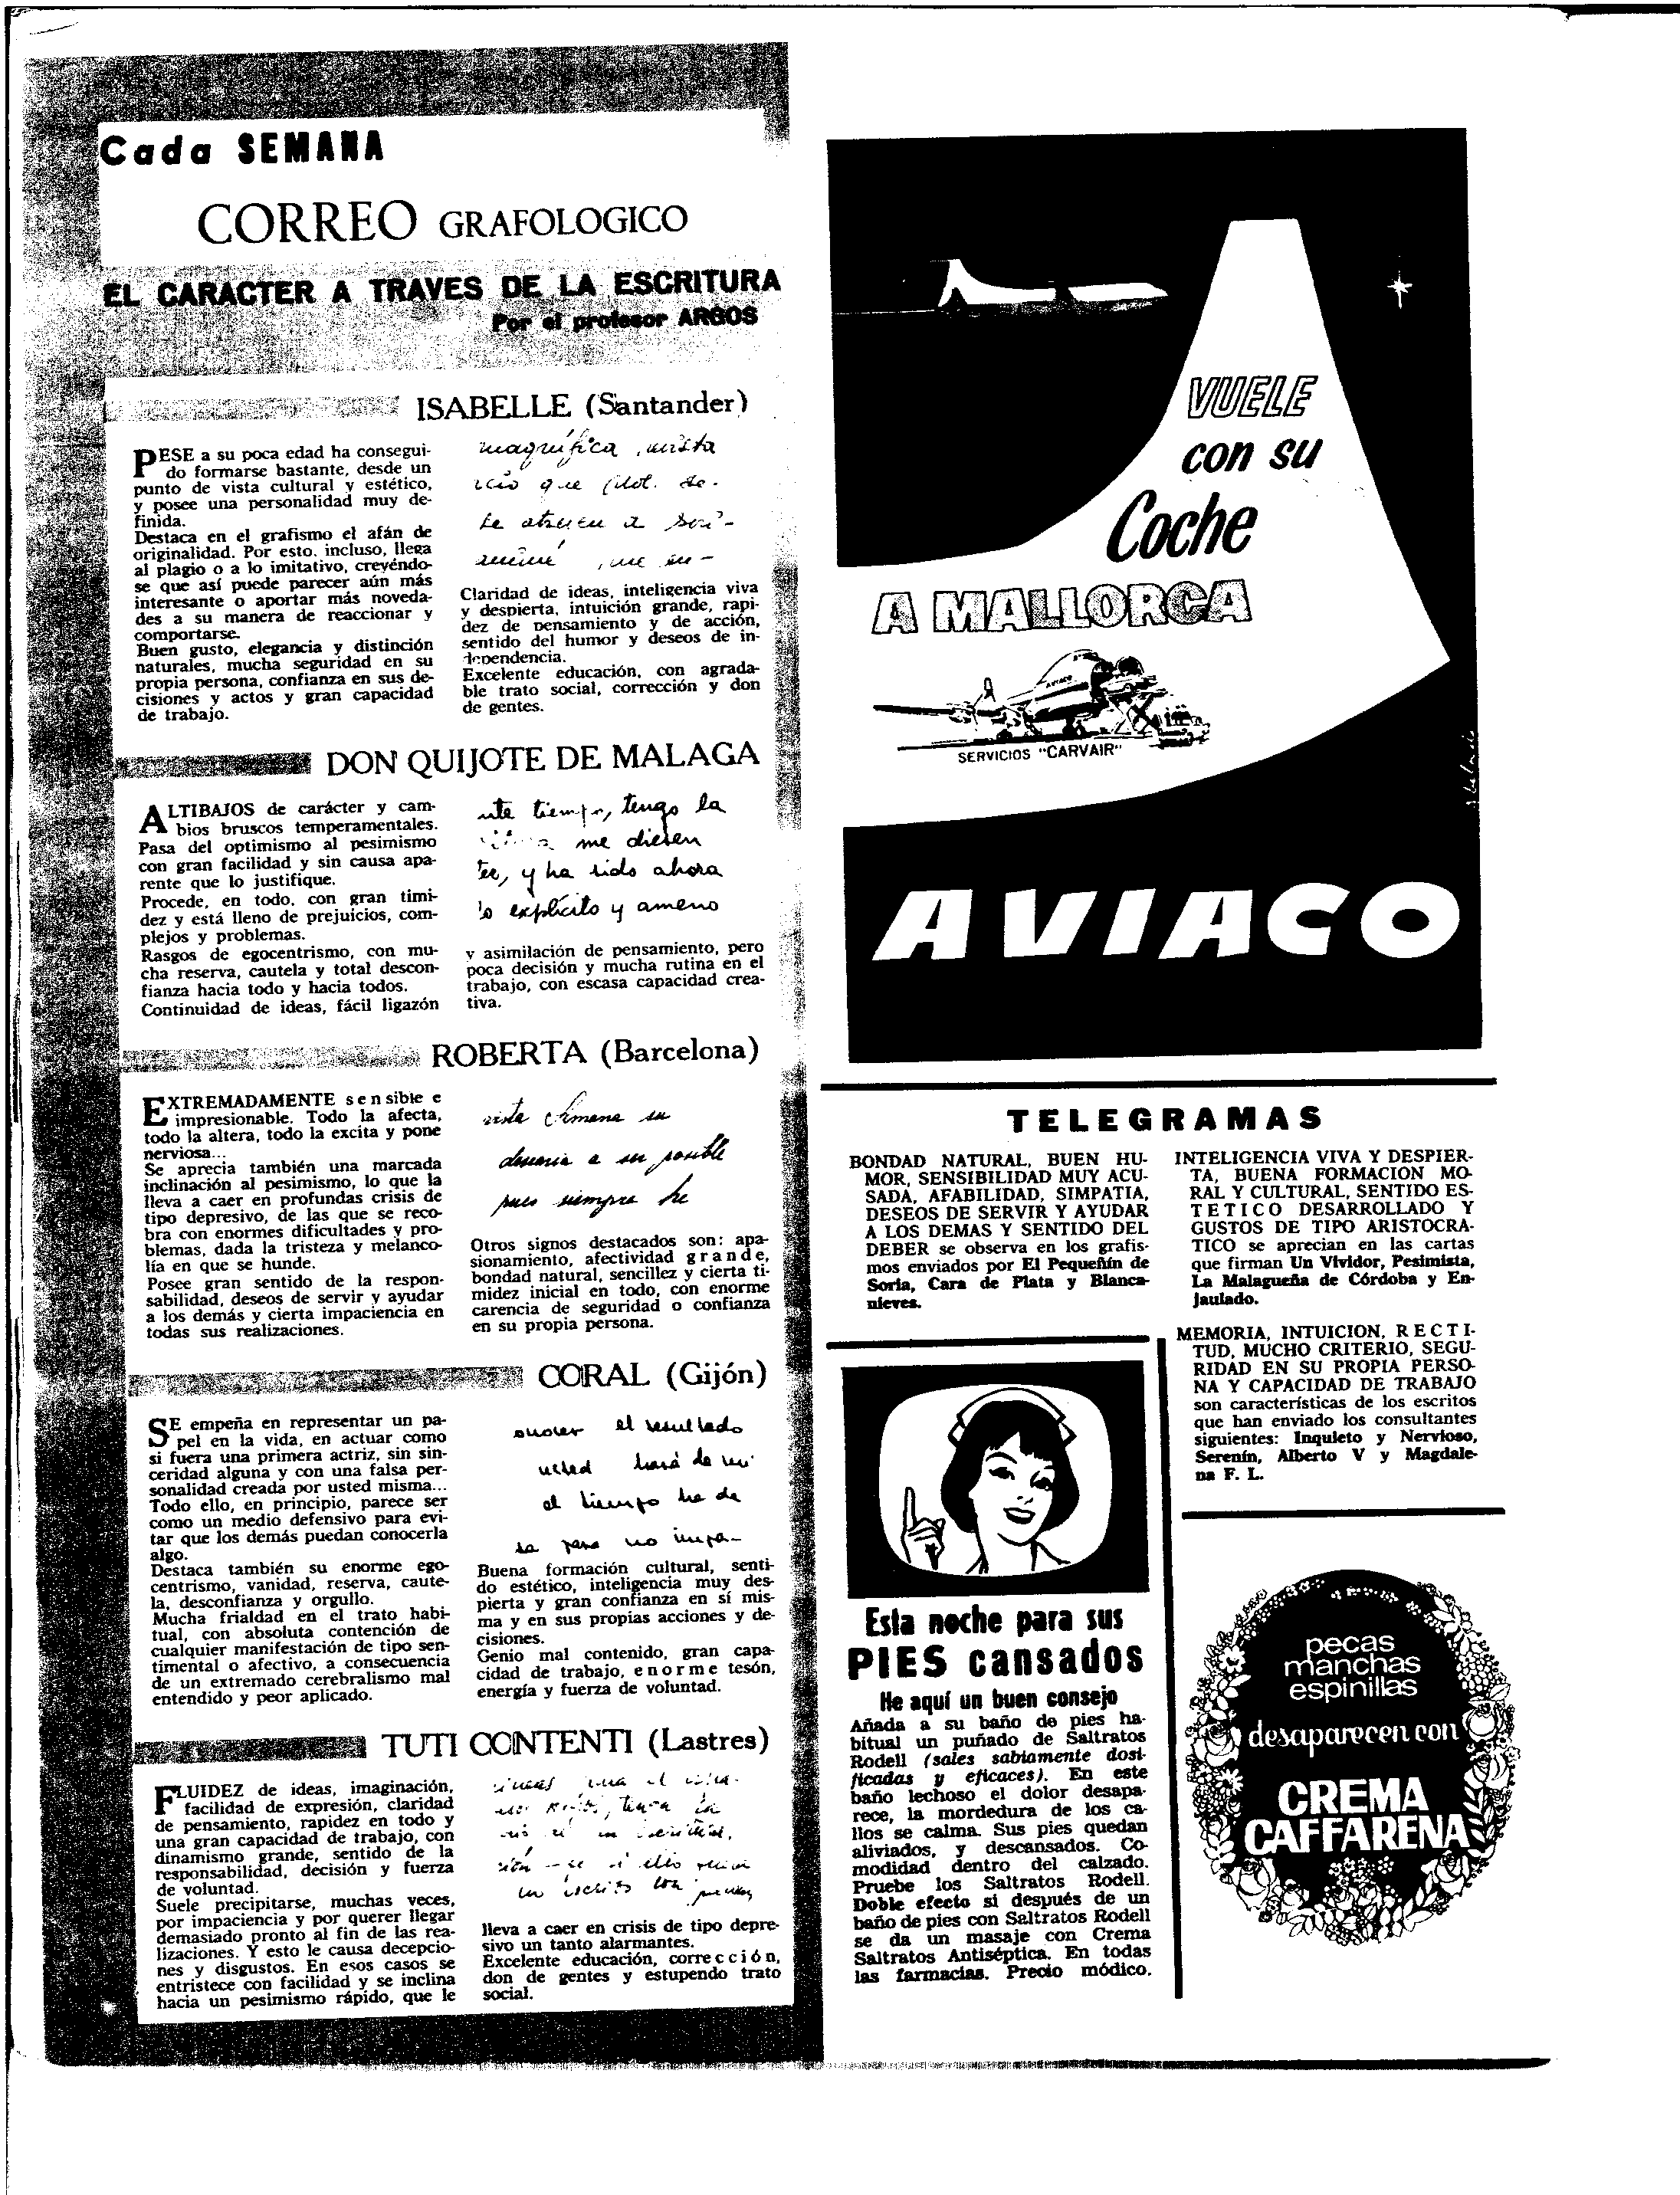 Cada SEMANA
CORREO GRAFOLOGICO
EL CARACTER A TRAVES DE LA ESCRITURA
Por el profesor ARGOS
ISABELLE (Santander)
PESE a su poca edad ha consegui-
do formarse bastante, desde un
punto de vista cultural y estético,
y posee una personalidad muy de-
finida.
Destaca en el grafismo el afán de
originalidad. Por esto, incluso, llega
al plagio o a lo imitativo, creyéndo-
se que así puede parecer aún más
interesante o aportar más noveda-
des a su manera de reaccionar y
comportarse.
Buen gusto, elegancia y distinción
naturales, mucha seguridad en su
propia persona, confianza en sus de-
cisiones y actos y gran capacidad
de trabajo.
magnífica
que
se atreven a
Claridad de ideas, inteligencia viva
y despierta, intuición grande, rapi-
dez de pensamiento y de acción,
sentido del humor y deseos de in-
dependencia.
Excelente educación, con agrada-
ble trato social, corrección y don
de gentes.
DON QUIJOTE DE MALAGA
ALTIBAJOS de carácter y cam-
bios bruscos temperamentales.
Pasa del optimismo al pesimismo
con gran facilidad y sin causa apa-
rente que lo justifique.
Procede, en todo, con gran timi-
dez y está lleno de prejuicios, com-
plejos y problemas.
Rasgos de egocentrismo, con mu-
cha reserva, cautela y total descon-
fianza hacia todo y hacia todos.
Continuidad de ideas, fácil ligazón
nte tiempo, tengo la
me diesen
ter, y ha sido ahora
lo explícito y ameno
y asimilación de pensamiento, pero
poca decisión y mucha rutina en el
trabajo, con escasa capacidad crea-
tiva.
ROBERTA (Barcelona)
EXTREMADAMENTE sensible e
impresionable. Todo la afecta,
todo la altera, todo la excita y pone
nerviosa...
Se aprecia también una marcada
inclinación al pesimismo, lo que la
lleva a caer en profundas crisis de
tipo depresivo, de las que se reco-
bra con enormes dificultades y pro-
blemas, dada la tristeza y melanco-
lía en que se hunde.
Posee gran sentido de la respon-
sabilidad, deseos de servir y ayudar
a los demás y cierta impaciencia en
todas sus realizaciones.
vista Semana su
desearia a ser posible
pues siempre he
Otros signos destacados son: apa-
sionamiento, afectividad grande,
bondad natural, sencillez y cierta ti-
midez inicial en todo, con enorme
carencia de seguridad o confianza
en su propia persona.
CORAL (Gijón)
SE empeña en representar un pa-
pel en la vida, en actuar como
si fuera una primera actriz, sin sin-
ceridad alguna y con una falsa per-
sonalidad creada por usted misma...
Todo ello, en principio, parece ser
como un medio defensivo para evi-
tar que los demás puedan conocerla
algo.
Destaca también su enorme ego-
centrismo, vanidad, reserva, caute-
la, desconfianza y orgullo.
Mucha frialdad en el trato habi-
tual, con absoluta contención de
cualquier manifestación de tipo sen-
timental o afectivo, a consecuencia
de un extremado cerebralismo mal
entendido y peor aplicado.
onocer el resultado
usted hará de mi
el tiempo ha de
sa para no impa-
Buena formación cultural, senti-
do estético, inteligencia muy des-
pierta y gran confianza en sí mis-
ma y en sus propias acciones y de-
cisiones.
Genio mal contenido, gran capa-
cidad de trabajo, enorme tesón,
energía y fuerza de voluntad.
TUTI CONTENTI (Lastres)
FLUIDEZ de ideas, imaginación,
facilidad de expresión, claridad
de pensamiento, rapidez en todo y
una gran capacidad de trabajo, con
dinamismo grande, sentido de la
responsabilidad, decisión y fuerza
de voluntad.
Suele precipitarse, muchas veces,
por impaciencia y por querer llegar
demasiado pronto al fin de las rea-
lizaciones. Y esto le causa decepcio-
nes y disgustos. En esos casos se
entristece con facilidad y se inclina
hacia un pesimismo rápido, que le
lleva a caer en crisis de tipo depre-
sivo un tanto alarmantes.
Excelente educación, corrección,
don de gentes y estupendo trato
social.
VUELE
con su
Coche
A MALLORCA
AVIACO
SERVICIOS "CARVAIR"
AVIACO
TELEGRAMAS
BONDAD NATURAL, BUEN HU-
MOR, SENSIBILIDAD MUY ACU-
SADA, AFABILIDAD, SIMPATIA,
DESEOS DE SERVIR Y AYUDAR
A LOS DEMAS Y SENTIDO DEL
DEBER se observa en los grafis-
mos enviados por El Pequeñín de
Soria, Cara de Plata y Blanca-
nieves.
INTELIGENCIA VIVA Y DESPIER-
TA, BUENA FORMACION MO-
RAL Y CULTURAL, SENTIDO ES-
TETICO DESARROLLADO Y
GUSTOS DE TIPO ARISTOCRA-
TICO se aprecian en las cartas
que firman Un Vividor, Pesimista,
La Malagueña de Córdoba y En-
jaulado.
MEMORIA, INTUICION, RECTI-
TUD, MUCHO CRITERIO, SEGU-
RIDAD EN SU PROPIA PERSO-
NA Y CAPACIDAD DE TRABAJO
son características de los escritos
que han enviado los consultantes
siguientes: Inquieto y Nervioso,
Serenín, Alberto V y Magdale-
na F. L.
Esta noche para sus
PIES cansados
He aquí un buen consejo
Añada a su baño de pies ha-
bitual un puñado de Saltratos
Rodell (sales sabiamente dosi-
ficadas y eficaces). En este
baño lechoso el dolor desapa-
rece, la mordedura de los ca-
llos se calma. Sus pies quedan
aliviados, y descansados. Co-
modidad dentro del calzado.
Pruebe los Saltratos Rodell.
Doble efecto si después de un
baño de pies con Saltratos Rodell
se da un masaje con Crema
Saltratos Antiséptica. En todas
las farmacias. Precio módico.
pecas
manchas
espinillas
desaparecen con
CREMA
CAFFARENA